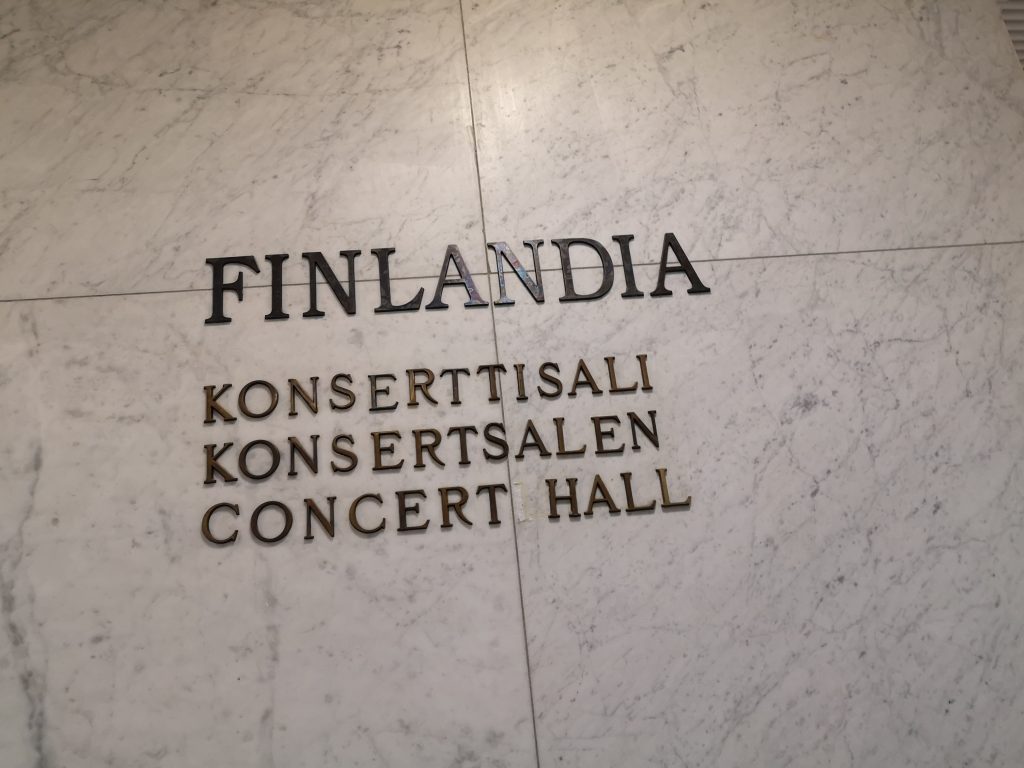 FINLANDIA
KONSERTTISALI
KONSERTSALEN
CONCERT HALL